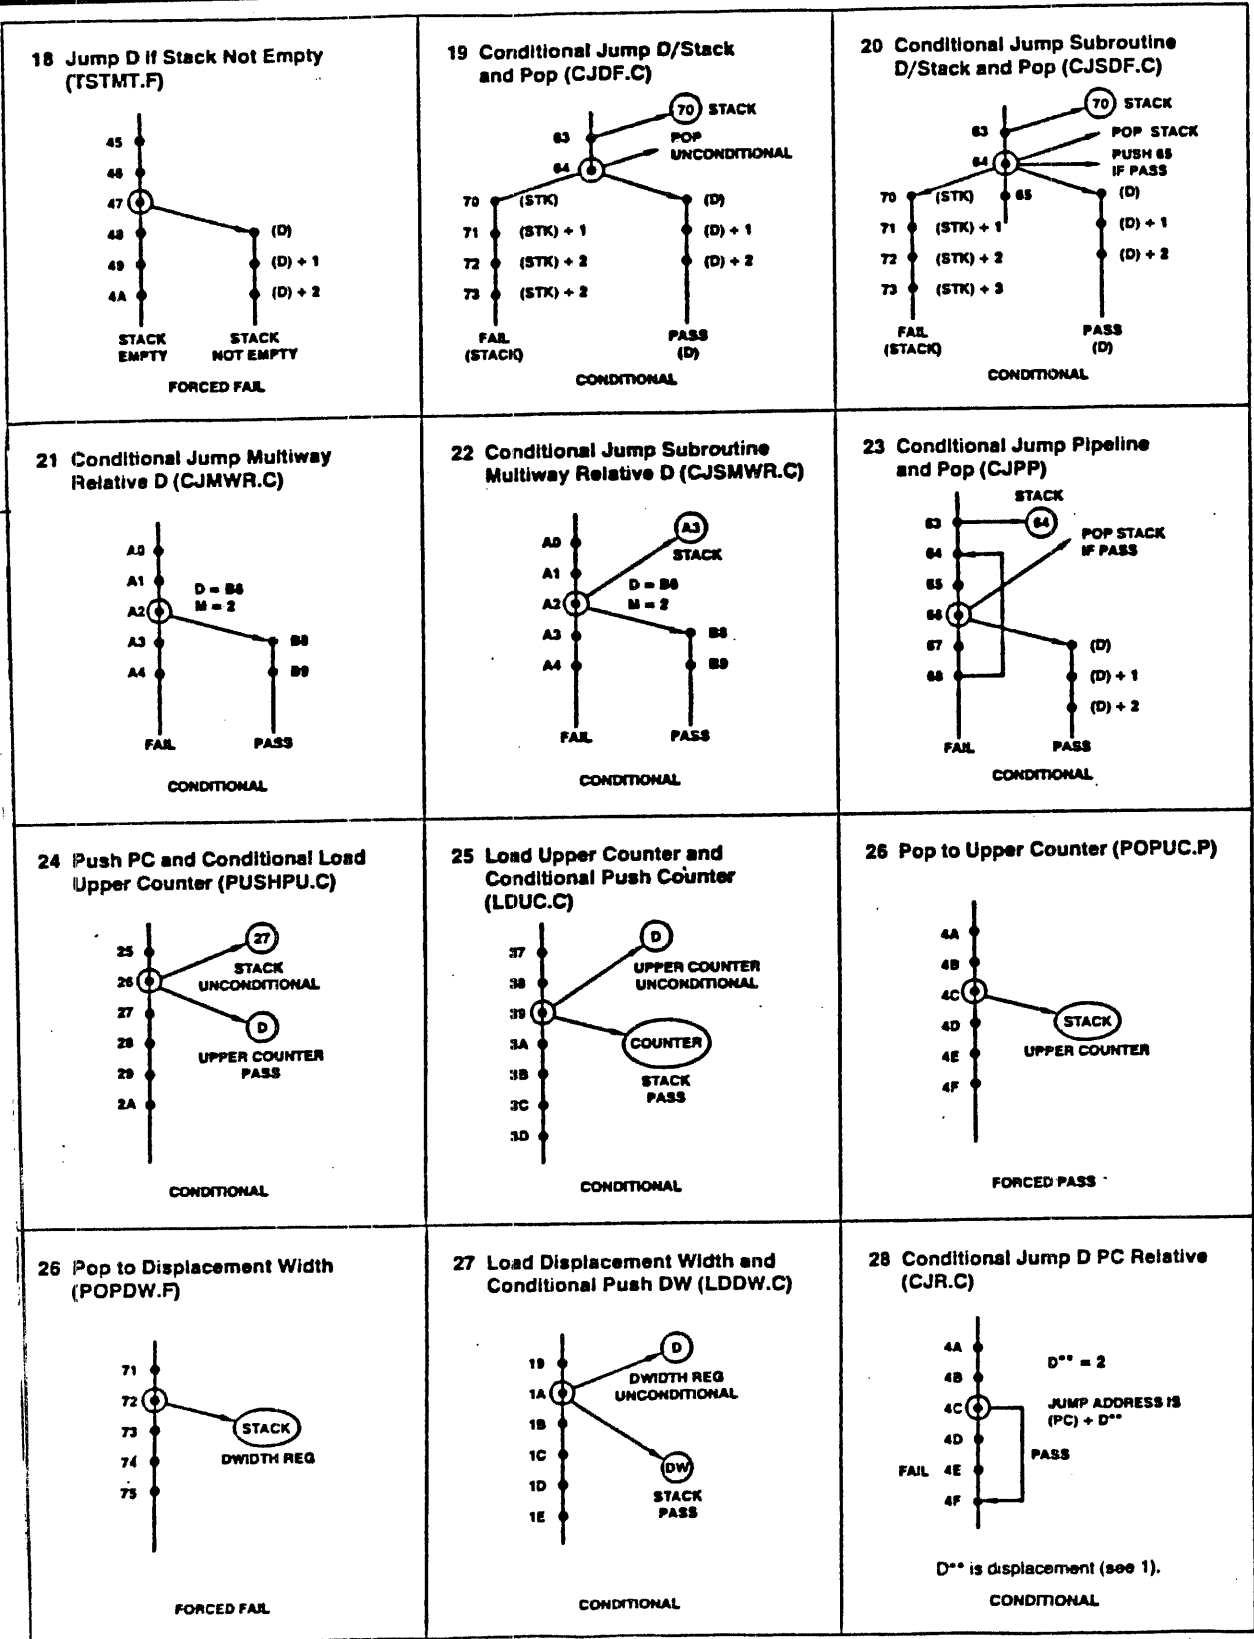 18 Jump D If Stack Not Empty
(TSTMT.F)
45
46
47
48
49
4A
(D)
(D) + 1
(D) + 2
STACK
EMPTY
STACK
NOT EMPTY
FORCED FAIL
19 Conditional Jump D/Stack
and Pop (CJDF.C)
70 STACK
63
POP
UNCONDITIONAL
64
70 (STK) (D)
71 (STK) + 1 (D) + 1
72 (STK) + 2 (D) + 2
73 (STK) + 2
FAIL
(STACK)
PASS
(D)
CONDITIONAL
20 Conditional Jump Subroutine
D/Stack and Pop (CJSDF.C)
70 STACK
63
POP STACK
64
PUSH 65
IF PASS
70 (STK) 65 (D)
71 (STK) + 1 (D) + 1
72 (STK) + 2 (D) + 2
73 (STK) + 3
FAIL
(STACK)
PASS
(D)
CONDITIONAL
21 Conditional Jump Multiway
Relative D (CJMWR.C)
A0
A1
D = B6
M = 2
A2
A3 B8
A4 B9
FAIL PASS
CONDITIONAL
22 Conditional Jump Subroutine
Multiway Relative D (CJSMWR.C)
A3
STACK
A0
A1
D = B6
M = 2
A2
A3 B8
A4 B9
FAIL PASS
CONDITIONAL
23 Conditional Jump Pipeline
and Pop (CJPP)
STACK
63 64
POP STACK
IF PASS
64
65
66
67 (D)
68 (D) + 1
(D) + 2
FAIL PASS
CONDITIONAL
24 Push PC and Conditional Load
Upper Counter (PUSHPU.C)
27
STACK
UNCONDITIONAL
25
26
27
28
29
2A
D
UPPER COUNTER
PASS
CONDITIONAL
25 Load Upper Counter and
Conditional Push Counter
(LDUC.C)
D
UPPER COUNTER
UNCONDITIONAL
37
38
39
3A
3B
3C
3D
COUNTER
STACK
PASS
CONDITIONAL
26 Pop to Upper Counter (POPUC.P)
4A
4B
4C
4D
4E
4F
STACK
UPPER COUNTER
FORCED PASS
26 Pop to Displacement Width
(POPDW.F)
71
72
73
74
75
STACK
DWIDTH REG
FORCED FAIL
27 Load Displacement Width and
Conditional Push DW (LDDW.C)
D
DWIDTH REG
UNCONDITIONAL
19
1A
1B
1C
1D
1E
DW
STACK
PASS
CONDITIONAL
28 Conditional Jump D PC Relative
(CJR.C)
4A
D** = 2
4B
4C
JUMP ADDRESS IS
(PC) + D**
4D
PASS
FAIL 4E
4F
D** is displacement (see 1).
CONDITIONAL